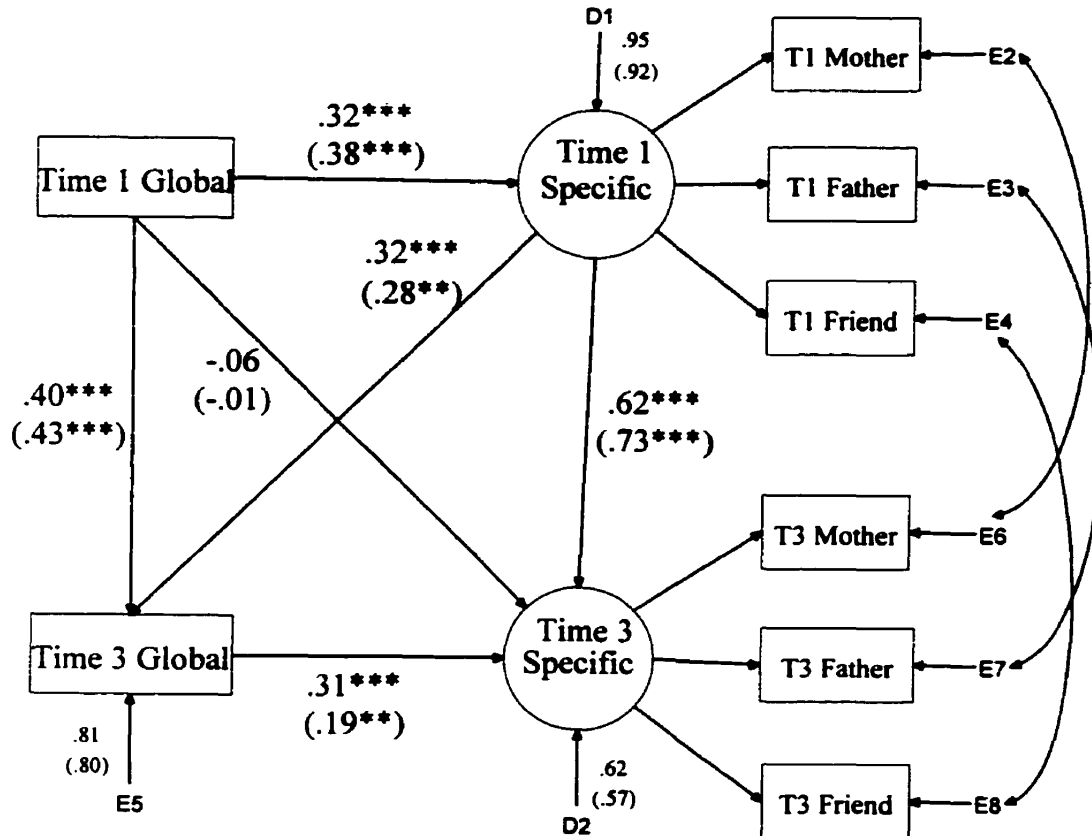 D1
.95
(.92)
T1 Mother
E2
.32***
(.38***)
Time 1 Global
Time 1
Specific
T1 Father
E3
.32***
(.28**)
T1 Friend
E4
-.06
(-.01)
.40***
(.43***)
.62***
(.73***)
T3 Mother
E6
Time 3 Global
Time 3
Specific
T3 Father
E7
.31***
(.19**)
.81
(.80)
E5
.62
(.57)
D2
T3 Friend
E8